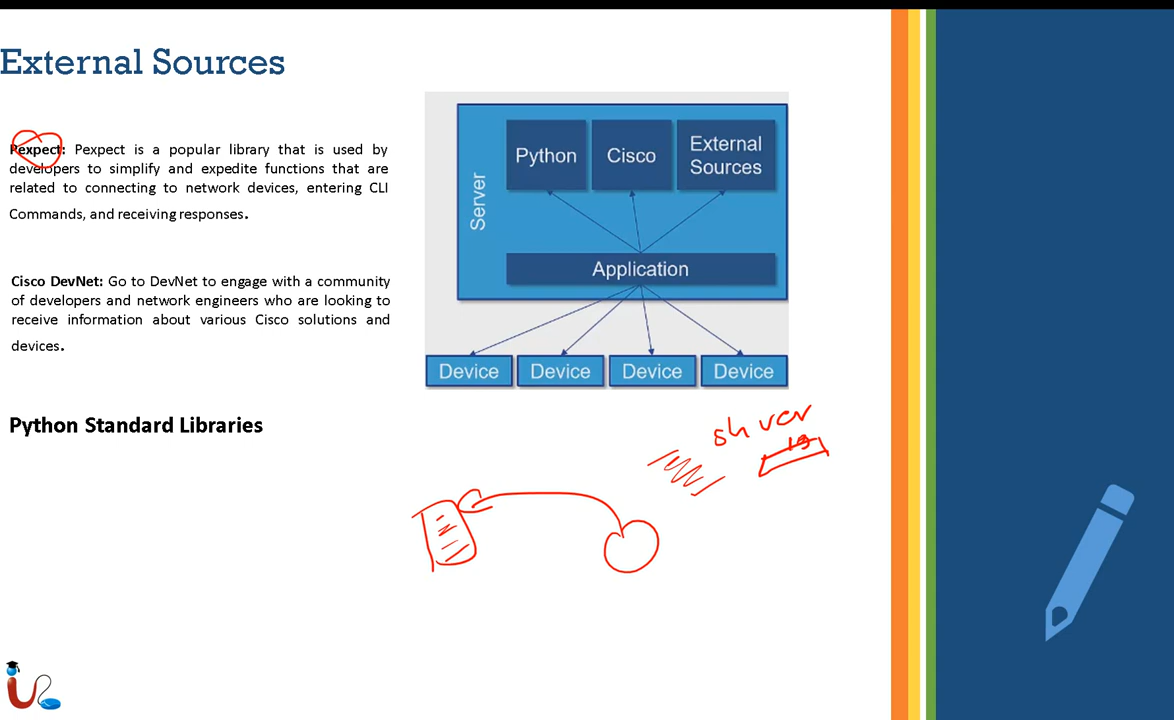 External Sources
Pexpect: Pexpect is a popular library that is used by
developers to simplify and expedite functions that are
related to connecting to network devices, entering CLI
Commands, and receiving responses.
Cisco DevNet: Go to DevNet to engage with a community
of developers and network engineers who are looking to
receive information about various Cisco solutions and
devices.
Python Standard Libraries
Server
Python
Cisco
External
Sources
Application
Device
Device
Device
Device
sh ver